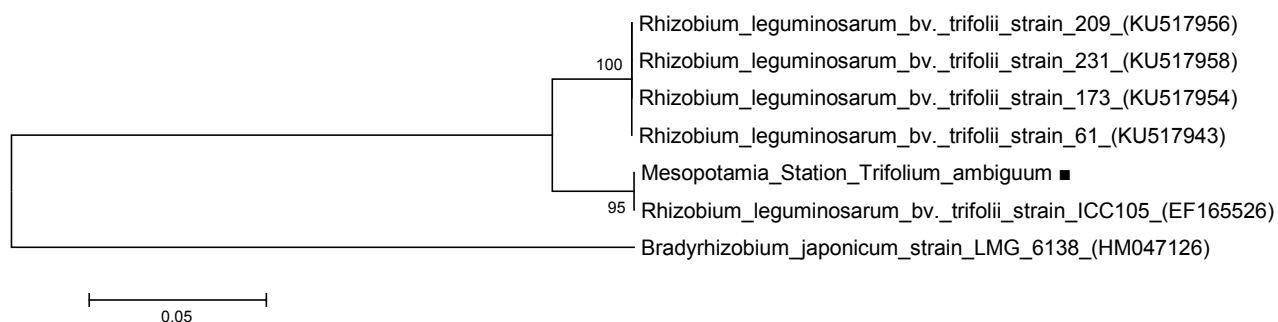 Rhizobium_leguminosarum_bv._trifolii_strain_209_(KU517956)
Rhizobium_leguminosarum_bv._trifolii_strain_231_(KU517958)
100
Rhizobium_leguminosarum_bv._trifolii_strain_173_(KU517954)
Rhizobium_leguminosarum_bv._trifolii_strain_61_(KU517943)
Mesopotamia_Station_Trifolium_ambiguum ■
95
Rhizobium_leguminosarum_bv._trifolii_strain_ICC105_(EF165526)
Bradyrhizobium_japonicum_strain_LMG_6138_(HM047126)
0.05